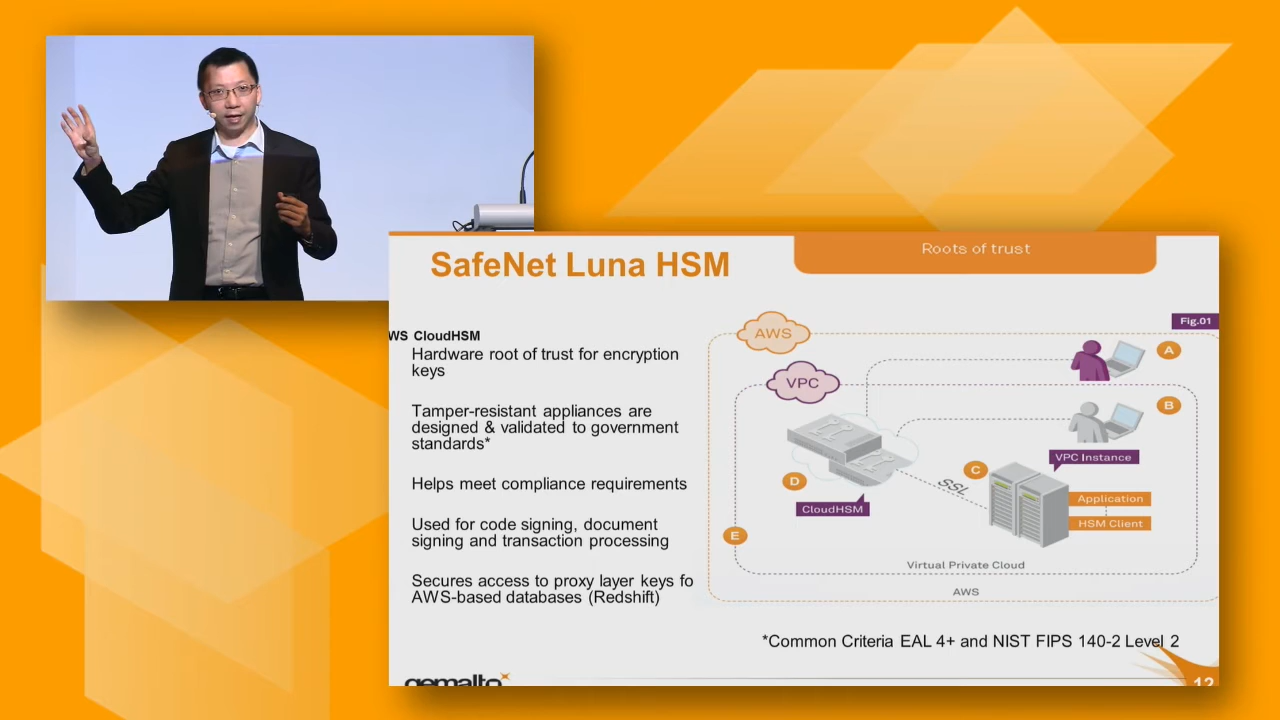 SafeNet Luna HSM
Roots of trust
WS CloudHSM
Hardware root of trust for encryption
keys
Tamper-resistant appliances are
designed & validated to government
standards*
Helps meet compliance requirements
Used for code signing, document
signing and transaction processing
Secures access to proxy layer keys fo
AWS-based databases (Redshift)
Fig.01
AWS
A
VPC
B
VPC Instance
C
D
SSL
Application
CloudHSM
HSM Client
E
Virtual Private Cloud
AWS
*Common Criteria EAL 4+ and NIST FIPS 140-2 Level 2
gemalto
12